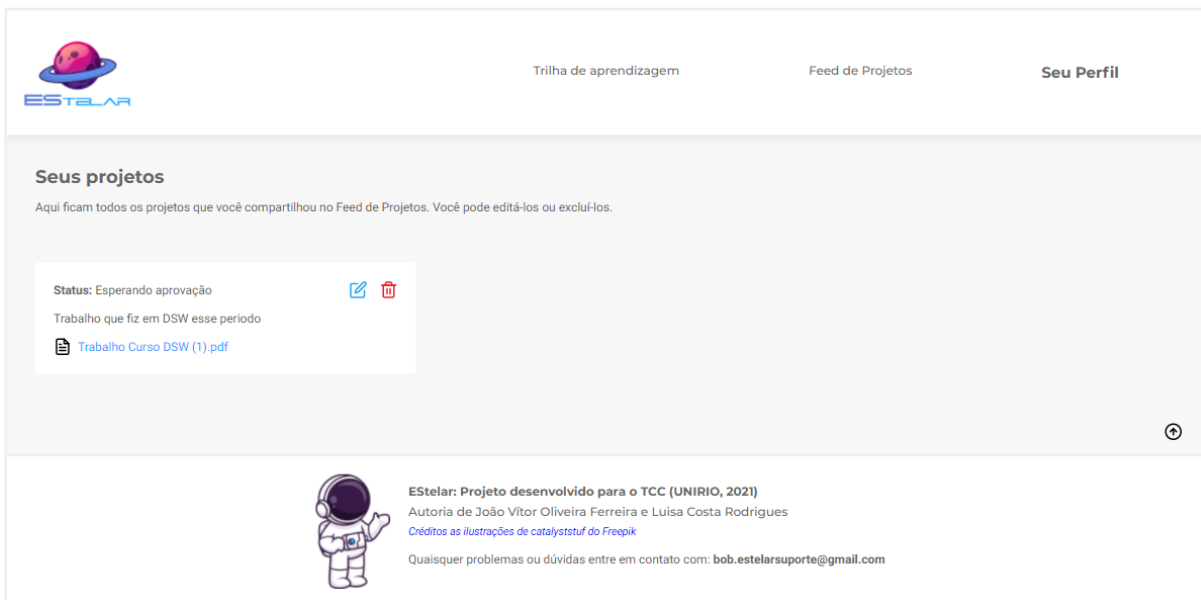 EStelar
Trilha de aprendizagem
Feed de Projetos
Seu Perfil
Seus projetos
Aqui ficam todos os projetos que você compartilhou no Feed de Projetos. Você pode editá-los ou excluí-los.
Status: Esperando aprovação
Trabalho que fiz em DSW esse periodo
Trabalho Curso DSW (1).pdf
EStelar: Projeto desenvolvido para o TCC (UNIRIO, 2021)
Autoria de João Vítor Oliveira Ferreira e Luisa Costa Rodrigues
Créditos as ilustrações de catalyststuf do Freepik
Quaisquer problemas ou dúvidas entre em contato com: bob.estelarsuporte@gmail.com